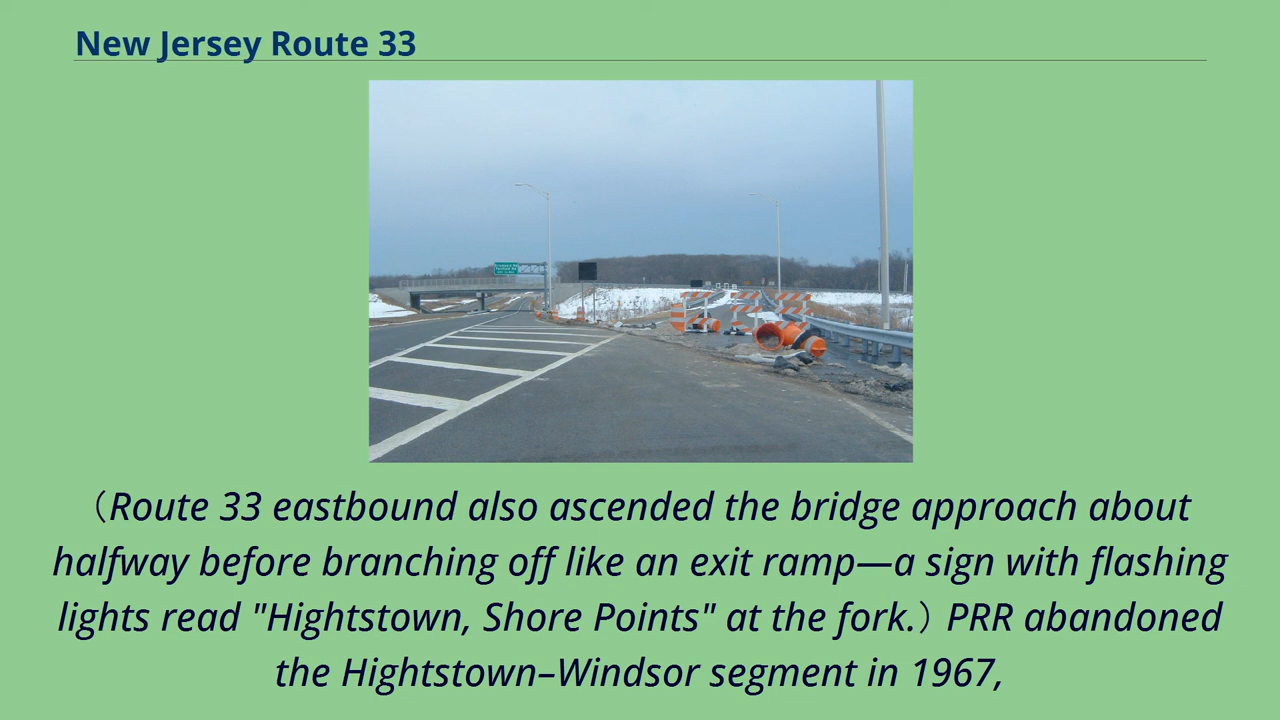 New Jersey Route 33
（Route 33 eastbound also ascended the bridge approach about
halfway before branching off like an exit ramp—a sign with flashing
lights read "Hightstown, Shore Points" at the fork.）PRR abandoned
the Hightstown–Windsor segment in 1967,